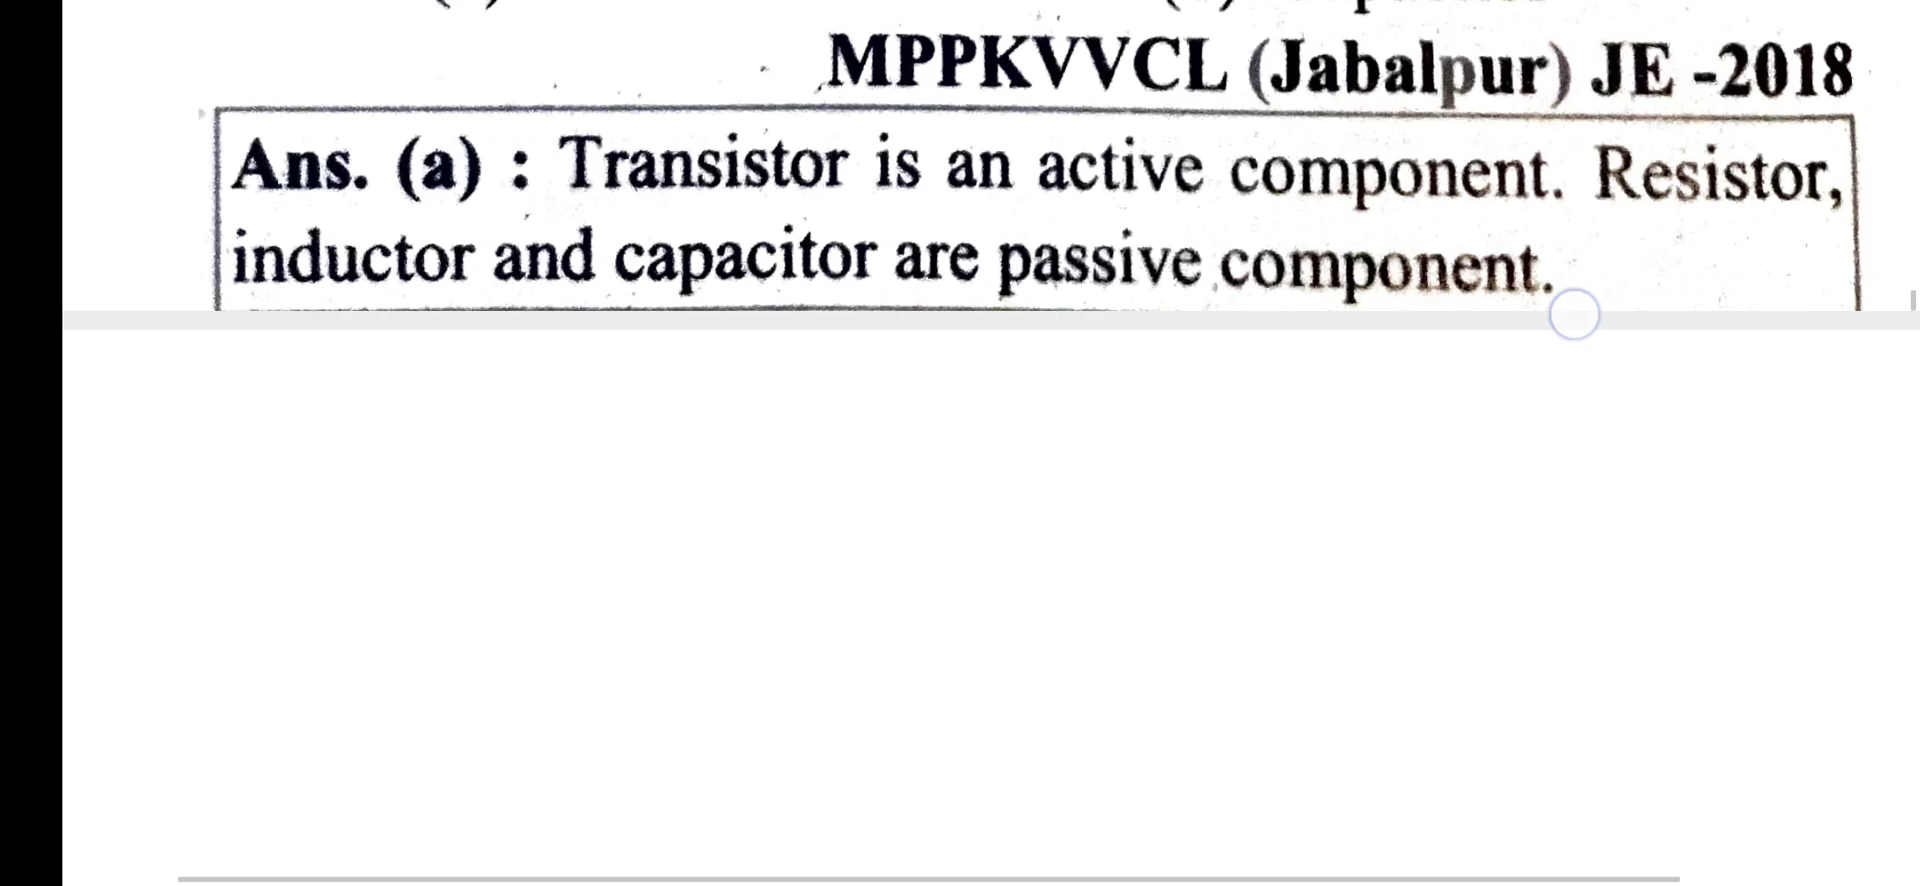 MPPKVVCL (Jabalpur) JE -2018
Ans. (a) : Transistor is an active component. Resistor,
inductor and capacitor are passive component.